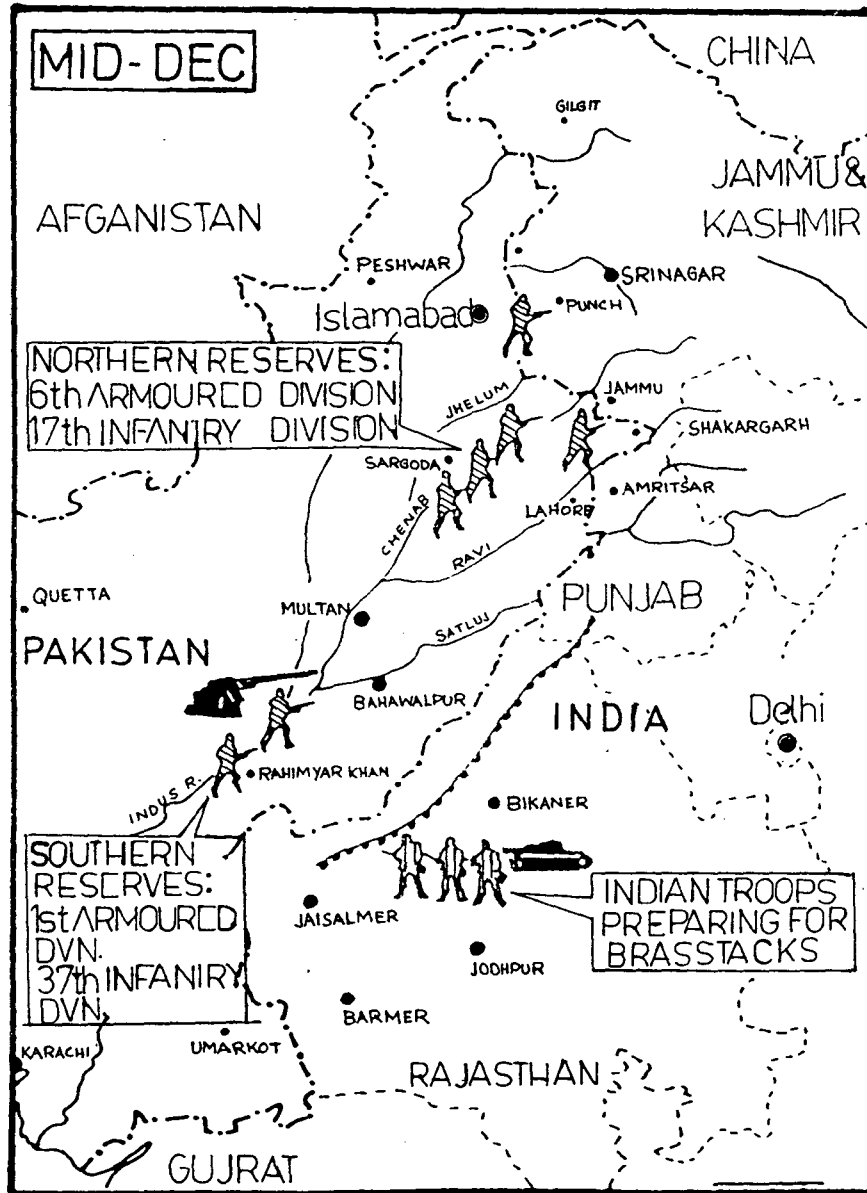 MID-DEC
CHINA
GILGIT
JAMMU &
KASHMIR
AFGANISTAN
PESHWAR
SRINAGAR
Islamabad
PUNCH
NORTHERN RESERVES:
6th ARMOURED DIVISION
17th INFANIRY DIVISION
JHELUM
JAMMU
SHAKARGARH
SARGODA
AMRITSAR
LAHORE
CHENAB
RAVI
QUETTA
MULTAN
PUNJAB
SATLUJ
PAKISTAN
BAHAWALPUR
INDIA
Delhi
RAHIMYAR KHAN
INDUS R.
BIKANER
SOUTHERN
RESERVES:
1st ARMOURED
DVN.
37th INFANIRY
DVN
INDIAN TROOPS
PREPARING FOR
BRASSTACKS
JAISALMER
JODHPUR
BARMER
KARACHI
UMARKOT
RAJASTHAN
GUJRAT